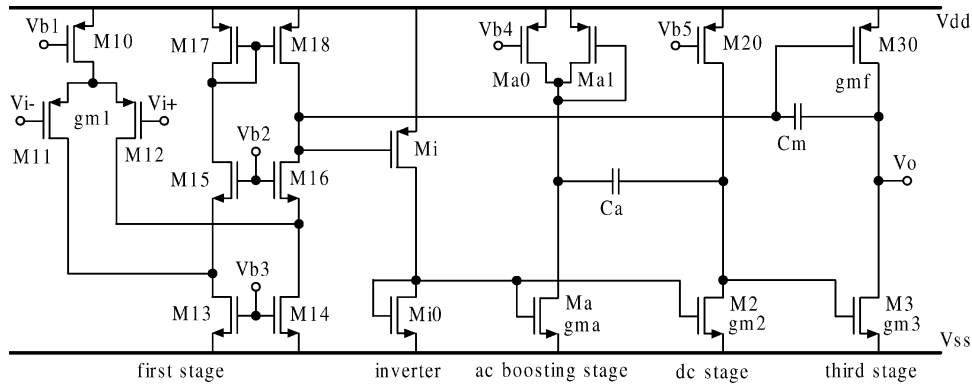 Vdd
Vb1
M10
M17
M18
Vb4
Vb5
M20
M30
Ma0
Ma1
gmf
Vi-
gm1
Vi+
M11
M12
Vb2
Mi
Cm
Vo
M15
M16
Ca
Vb3
M13
M14
Mi0
Ma
gma
M2
gm2
M3
gm3
Vss
first stage
inverter
ac boosting stage
dc stage
third stage